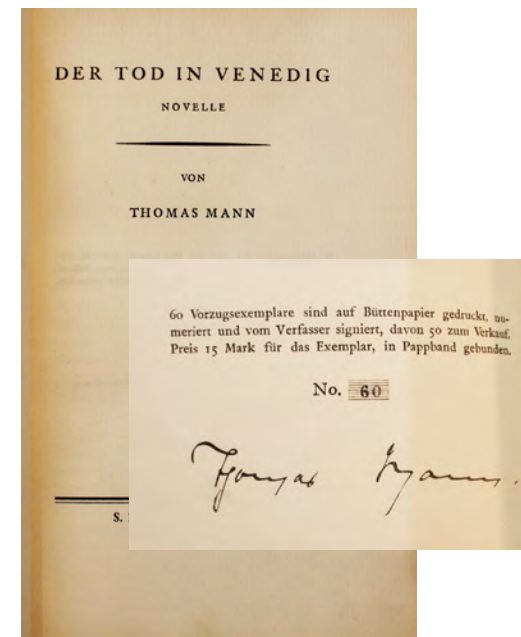 DER TOD IN VENEDIG
NOVELLE
VON
THOMAS MANN
60 Vorzugsexemplare sind auf Büttenpapier gedruckt, nu-
meriert und vom Verfasser signiert, davon 50 zum Verkauf.
Preis 15 Mark für das Exemplar, in Pappband gebunden.
No. 60
Thomas Mann.
S.